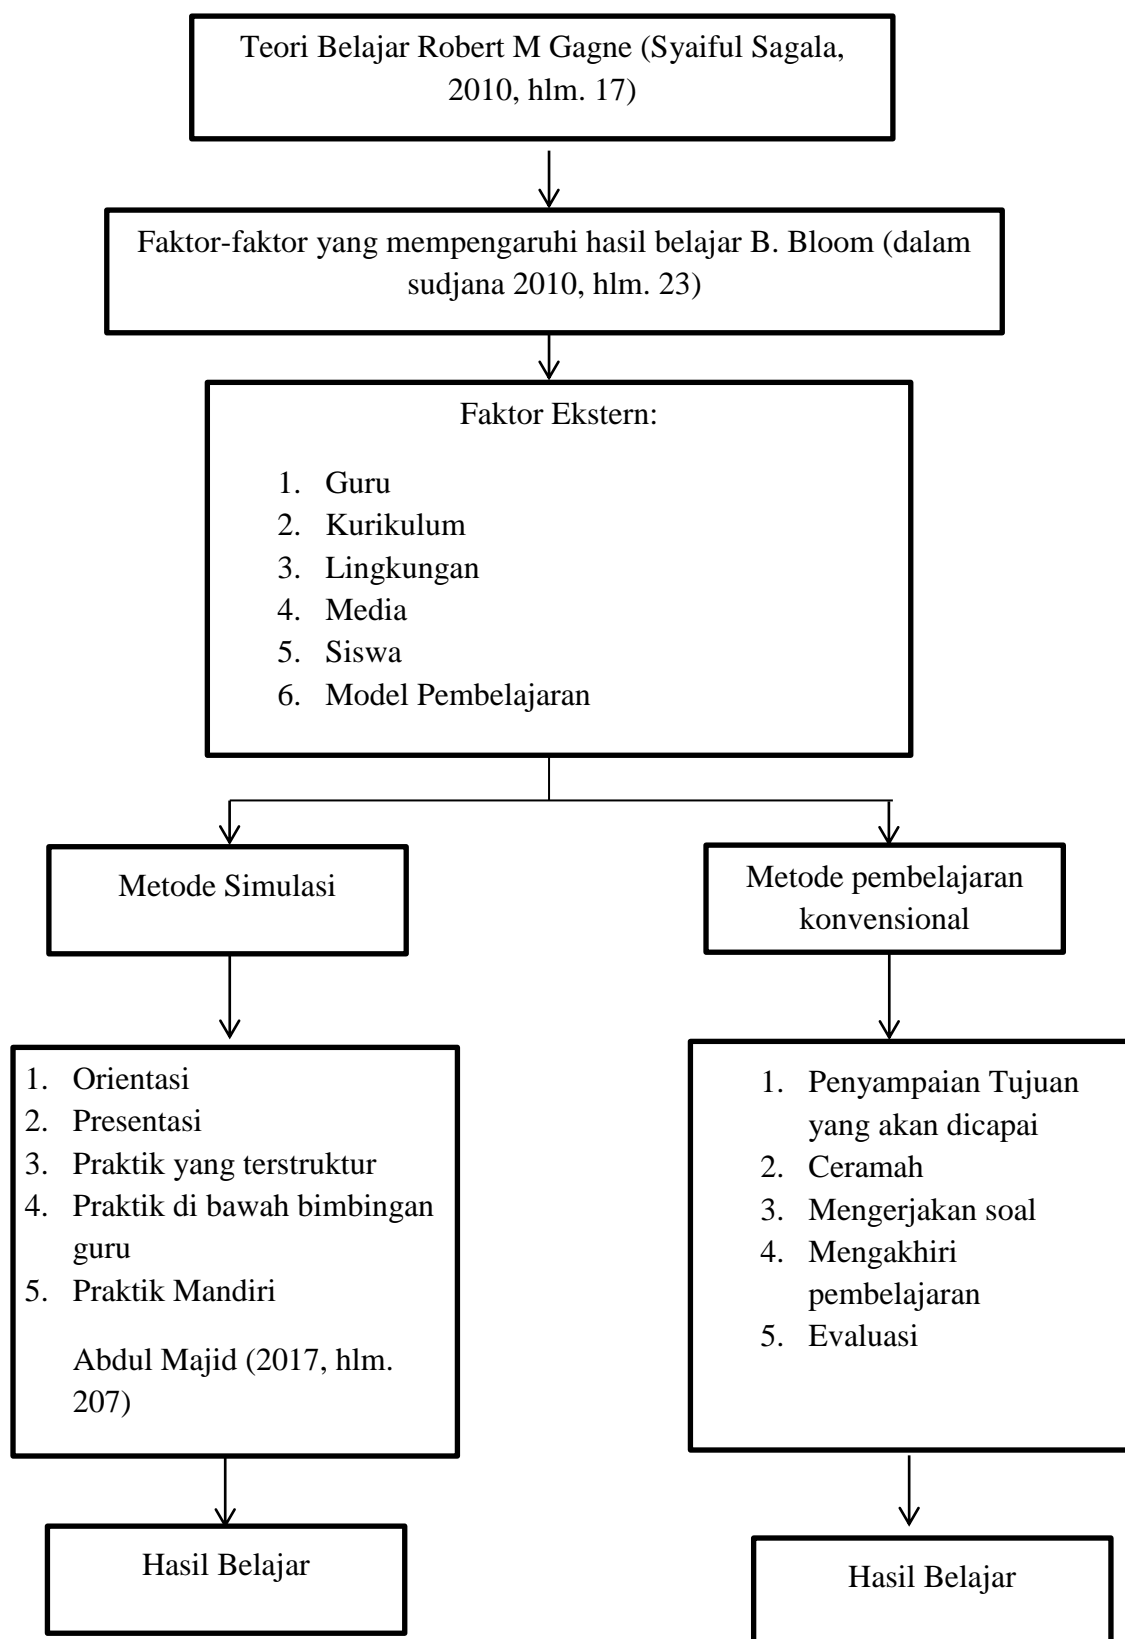 Teori Belajar Robert M Gagne (Syaiful Sagala,
2010, hlm. 17)
Faktor-faktor yang mempengaruhi hasil belajar B. Bloom (dalam
sudjana 2010, hlm. 23)
Faktor Ekstern:
1. Guru
2. Kurikulum
3. Lingkungan
4. Media
5. Siswa
6. Model Pembelajaran
Metode Simulasi
Metode pembelajaran
konvensional
1. Orientasi
2. Presentasi
3. Praktik yang terstruktur
4. Praktik di bawah bimbingan
guru
5. Praktik Mandiri
Abdul Majid (2017, hlm.
207)
1. Penyampaian Tujuan
yang akan dicapai
2. Ceramah
3. Mengerjakan soal
4. Mengakhiri
pembelajaran
5. Evaluasi
Hasil Belajar
Hasil Belajar